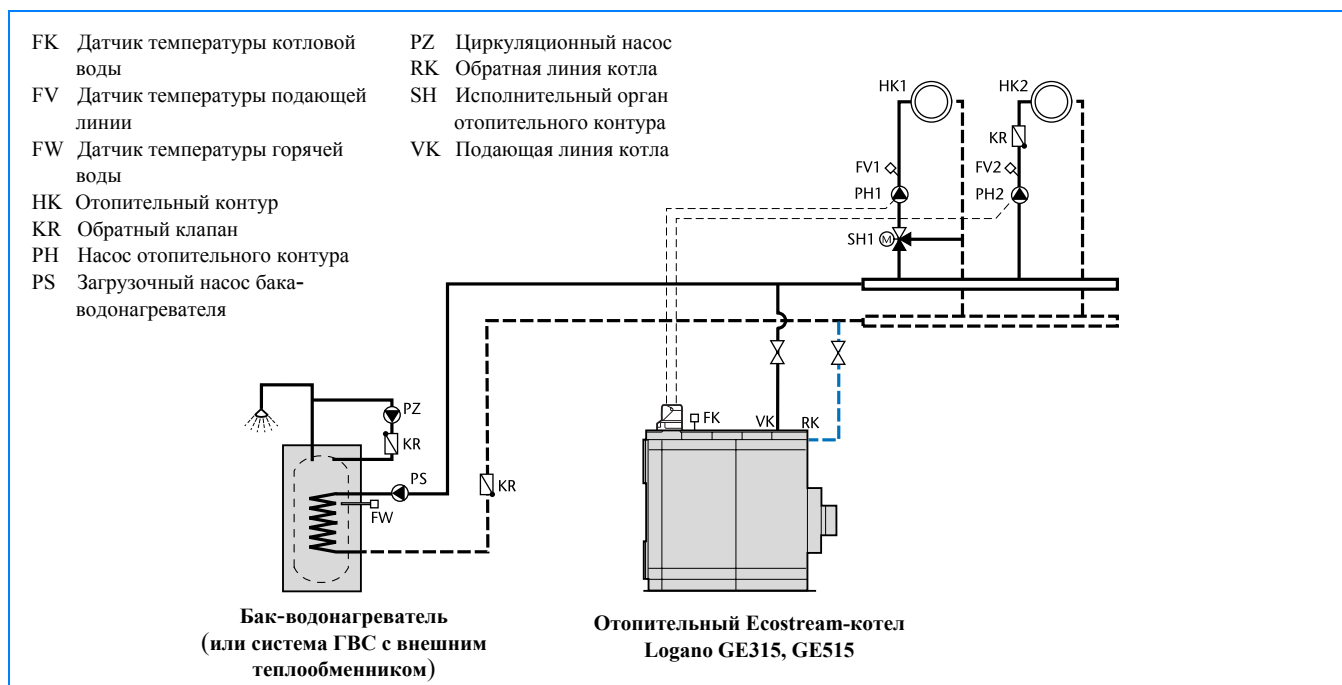 FK Датчик температуры котловой
воды
FV Датчик температуры подающей
линии
FW Датчик температуры горячей
воды
HK Отопительный контур
KR Обратный клапан
PH Насос отопительного контура
PS Загрузочный насос бака-
водонагревателя
PZ Циркуляционный насос
RK Обратная линия котла
SH Исполнительный орган
отопительного контура
VK Подающая линия котла
HK1
HK2
KR
FV1
FV2
PH1
PH2
SH1
M
PZ
KR
PS
KR
FW
FK
VK
RK
Бак-водонагреватель
(или система ГВС с внешним
теплообменником)
Отопительный Ecostream-котел
Logano GE315, GE515